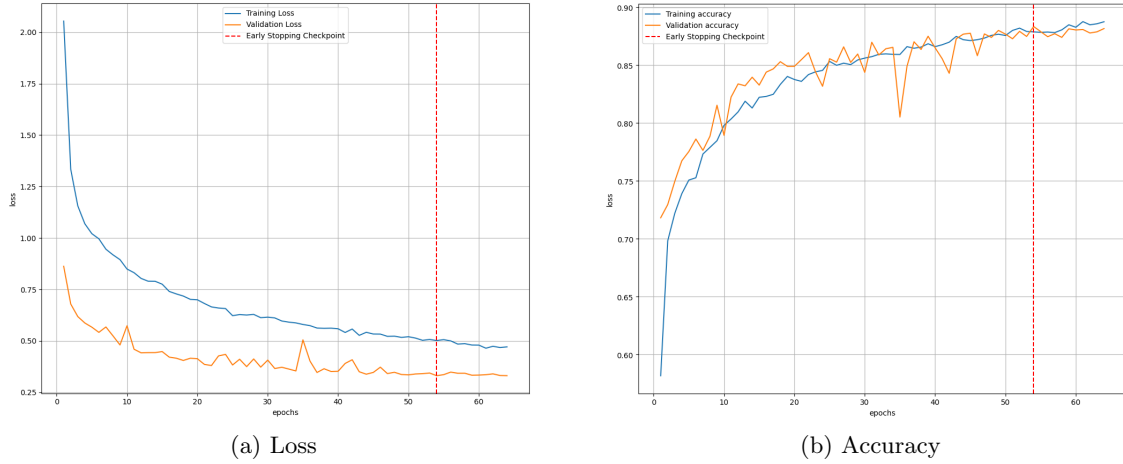 Training Loss
Validation Loss
Early Stopping Checkpoint
2.00
1.75
1.50
1.25
1.00
0.75
0.50
0.25
loss
0 10 20 30 40 50 60
epochs
(a) Loss
Training accuracy
Validation accuracy
Early Stopping Checkpoint
0.90
0.85
0.80
0.75
0.70
0.65
0.60
loss
0 10 20 30 40 50 60
epochs
(b) Accuracy